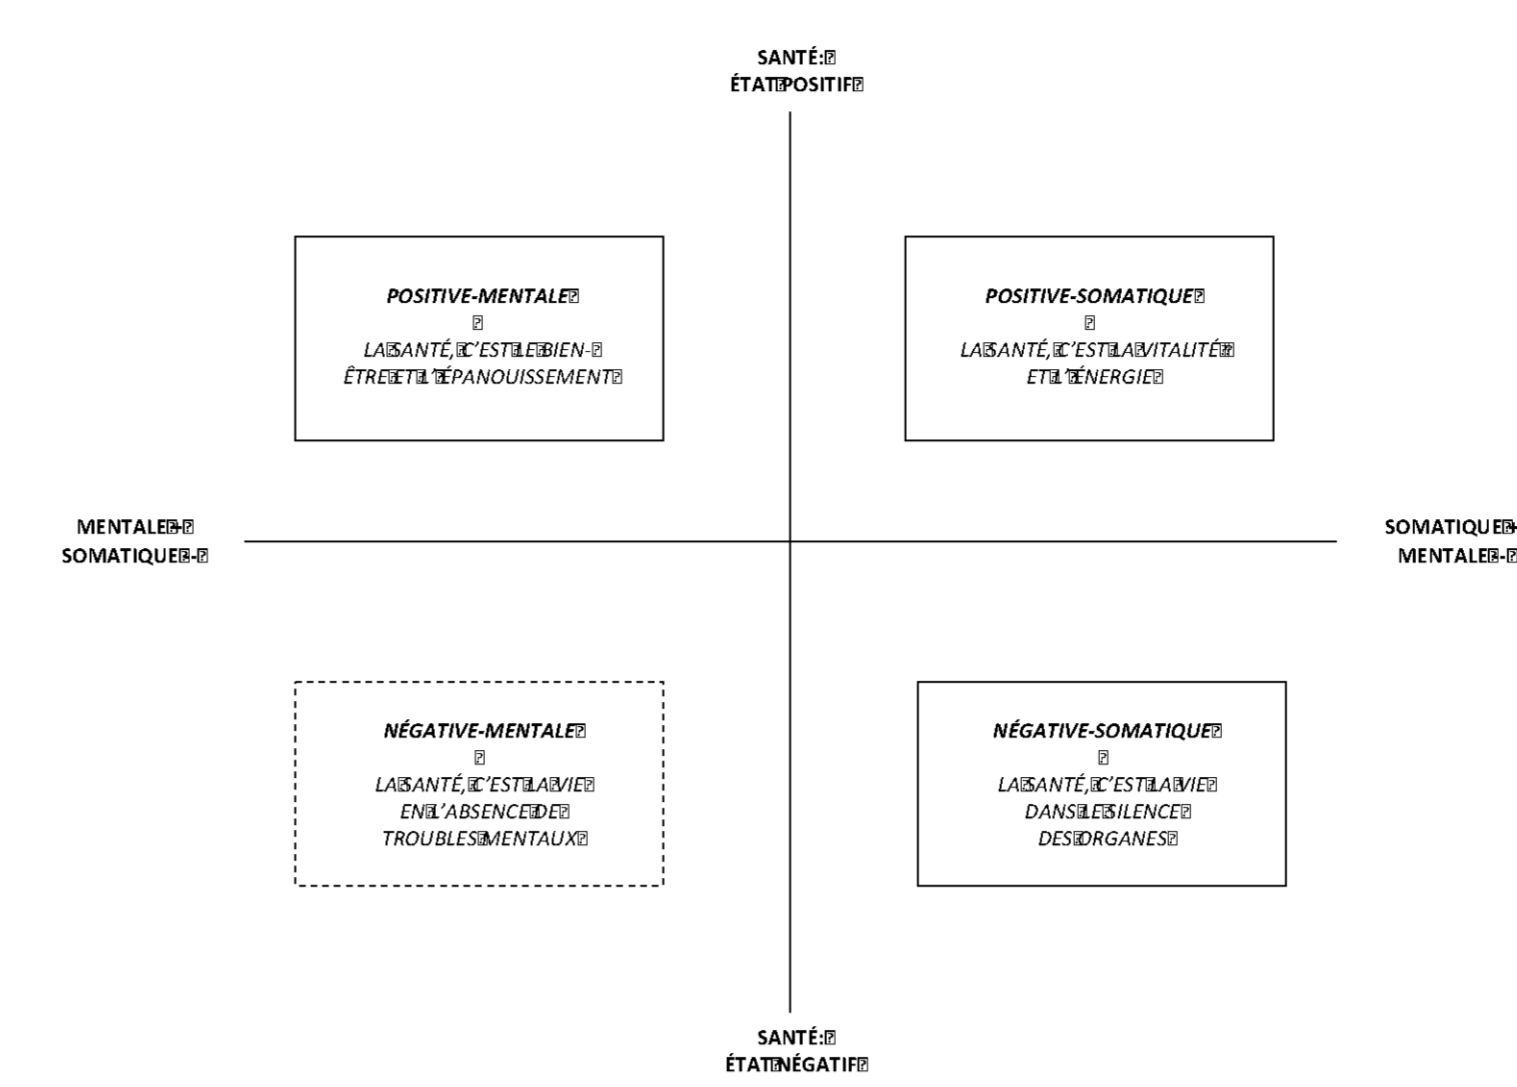 SANTÉ:
ÉTAT POSITIF
POSITIVE-MENTALE
LA SANTÉ, C'EST LE BIEN-
ÊTRE ET L'ÉPANOUISSEMENT
POSITIVE-SOMATIQUE
LA SANTÉ, C'EST LA VITALITÉ
ET L'ÉNERGIE
MENTALE +
SOMATIQUE -
SOMATIQUE +
MENTALE -
NÉGATIVE-MENTALE
LA SANTÉ, C'EST LA VIE
EN L'ABSENCE DE
TROUBLES MENTAUX
NÉGATIVE-SOMATIQUE
LA SANTÉ, C'EST LA VIE
DANS LE SILENCE
DES ORGANES
SANTÉ:
ÉTAT NÉGATIF